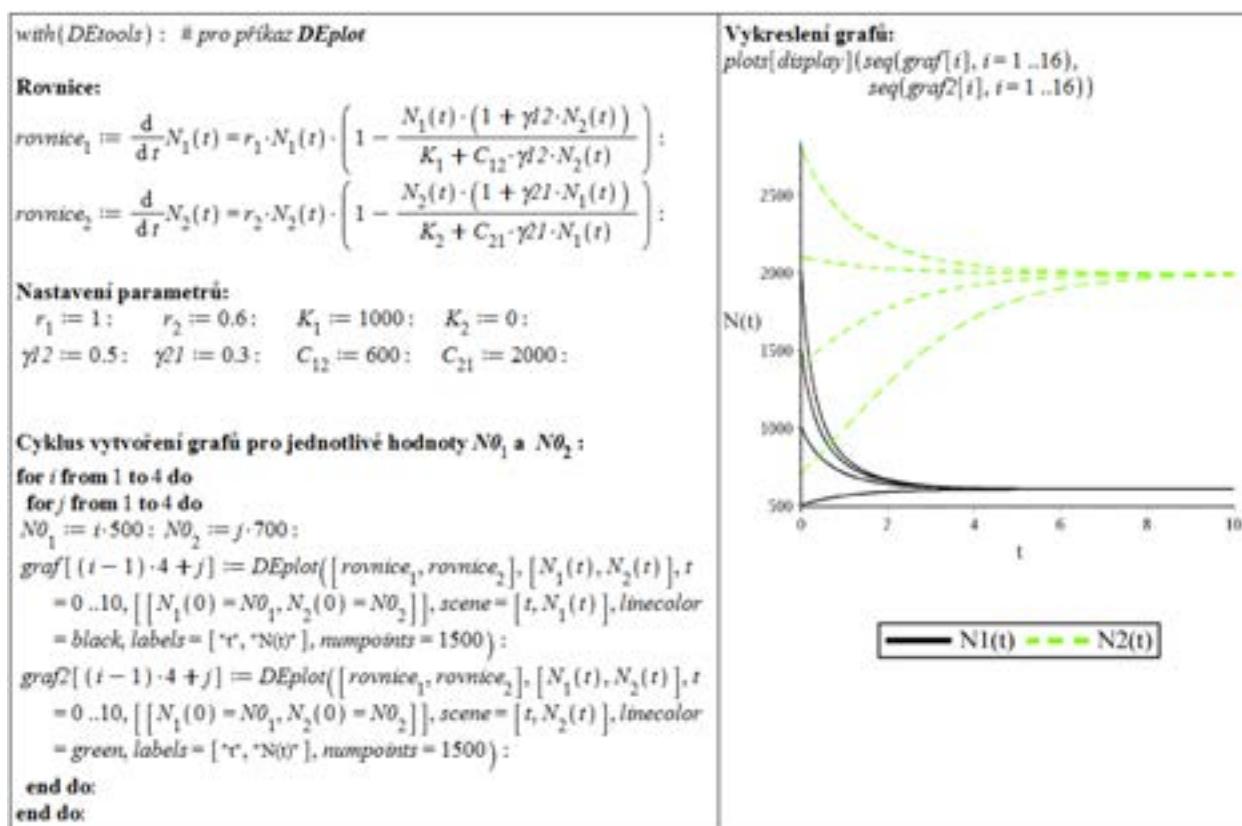 with(DEtools) : # pro příkaz DEplot
Rovnice:
rovnice₁ := d/dt N₁(t) = r₁·N₁(t)·(1 − (N₁(t)·(1 + γ12·N₂(t)))/(K₁ + C₁₂·γ12·N₂(t))) :
rovnice₂ := d/dt N₂(t) = r₂·N₂(t)·(1 − (N₂(t)·(1 + γ21·N₁(t)))/(K₂ + C₂₁·γ21·N₁(t))) :
Nastavení parametrů:
r₁ := 1 : r₂ := 0.6 : K₁ := 1000 : K₂ := 0 :
γ12 := 0.5 : γ21 := 0.3 : C₁₂ := 600 : C₂₁ := 2000 :
Cyklus vytvoření grafů pro jednotlivé hodnoty N0₁ a N0₂ :
for i from 1 to 4 do
for j from 1 to 4 do
N0₁ := i·500 : N0₂ := j·700 :
graf[(i − 1)·4 + j] := DEplot([rovnice₁, rovnice₂], [N₁(t), N₂(t)], t
= 0 ..10, [[N₁(0) = N0₁, N₂(0) = N0₂]], scene = [t, N₁(t)], linecolor
= black, labels = ["t", "N(t)"], numpoints = 1500) :
graf2[(i − 1)·4 + j] := DEplot([rovnice₁, rovnice₂], [N₁(t), N₂(t)], t
= 0 ..10, [[N₁(0) = N0₁, N₂(0) = N0₂]], scene = [t, N₂(t)], linecolor
= green, labels = ["t", "N(t)"], numpoints = 1500) :
end do:
end do:
Vykreslení grafů:
plots[display](seq(graf[i], i = 1 ..16),
seq(graf2[i], i = 1 ..16))
2500
2000
N(t)
1500
1000
500
0 2 4 6 8 10
t
N1(t) N2(t)